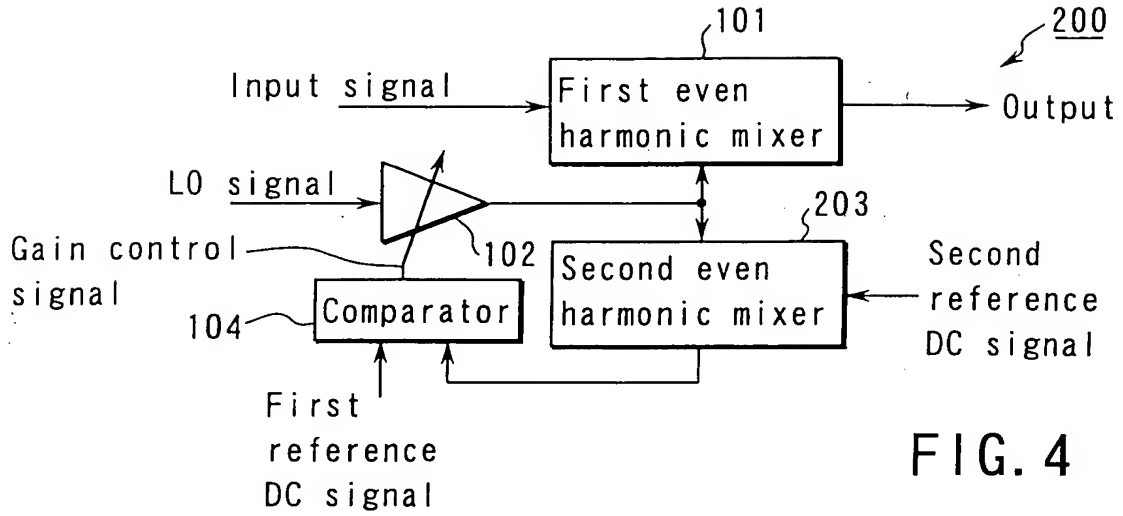 101
200
Input signal
First even
harmonic mixer
Output
LO signal
102
203
Gain control
signal
Second even
harmonic mixer
Second
reference
DC signal
104
Comparator
First
reference
DC signal
FIG. 4